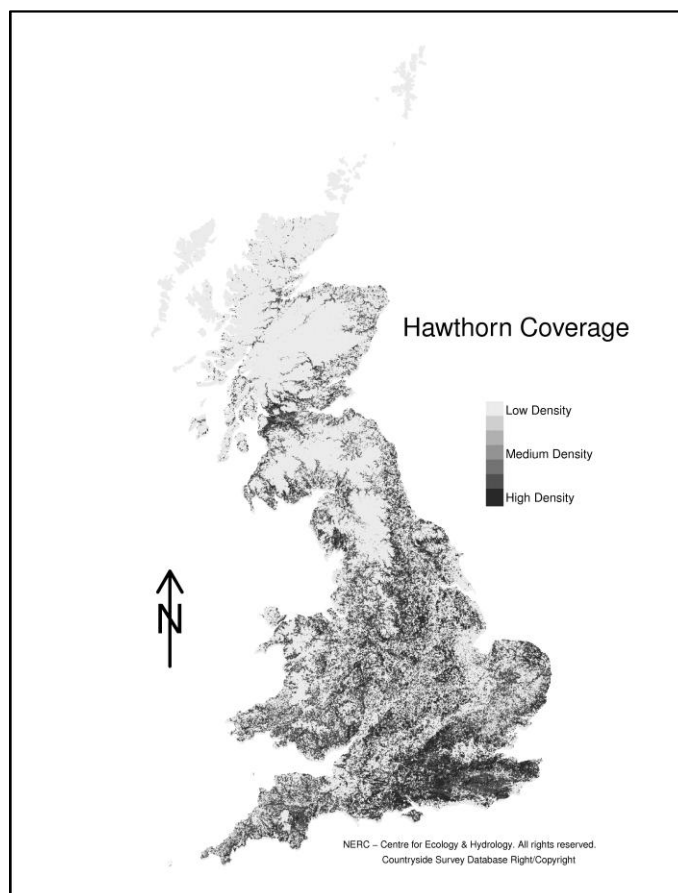 Hawthorn Coverage
Low Density
Medium Density
High Density
N
NERC – Centre for Ecology & Hydrology. All rights reserved.
Countryside Survey Database Right/Copyright